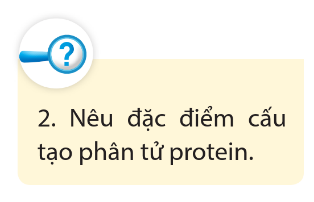 ?
2. Nêu đặc điểm cấu
tạo phân tử protein.